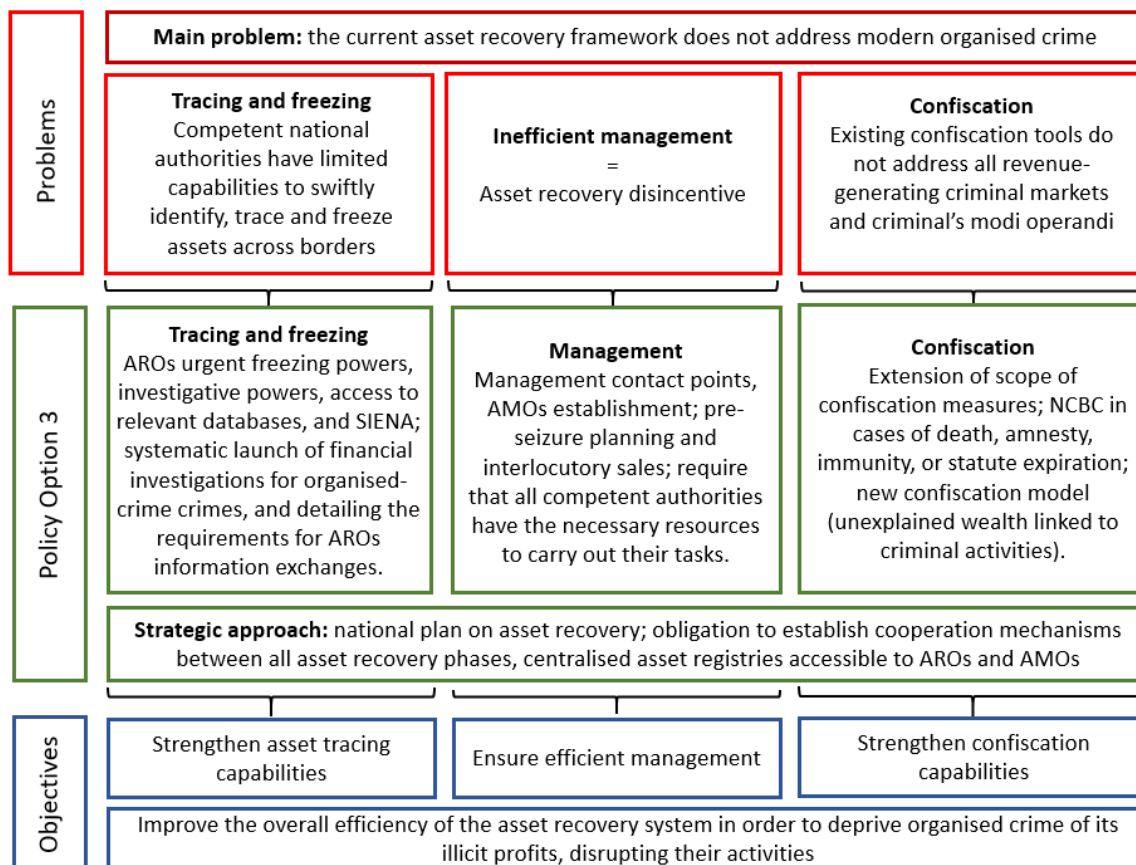 Problems
Main problem: the current asset recovery framework does not address modern organised crime
Tracing and freezing
Competent national
authorities have limited
capabilities to swiftly
identify, trace and freeze
assets across borders
Inefficient management
=
Asset recovery disincentive
Confiscation
Existing confiscation tools do
not address all revenue-
generating criminal markets
and criminal's modi operandi
Policy Option 3
Tracing and freezing
AROs urgent freezing powers,
investigative powers, access to
relevant databases, and SIENA;
systematic launch of financial
investigations for organised-
crime crimes, and detailing the
requirements for AROs
information exchanges.
Management
Management contact points,
AMOs establishment; pre-
seizure planning and
interlocutory sales; require
that all competent authorities
have the necessary resources
to carry out their tasks.
Confiscation
Extension of scope of
confiscation measures; NCBC in
cases of death, amnesty,
immunity, or statute expiration;
new confiscation model
(unexplained wealth linked to
criminal activities).
Strategic approach: national plan on asset recovery; obligation to establish cooperation mechanisms
between all asset recovery phases, centralised asset registries accessible to AROs and AMOs
Objectives
Strengthen asset tracing
capabilities
Ensure efficient management
Strengthen confiscation
capabilities
Improve the overall efficiency of the asset recovery system in order to deprive organised crime of its
illicit profits, disrupting their activities